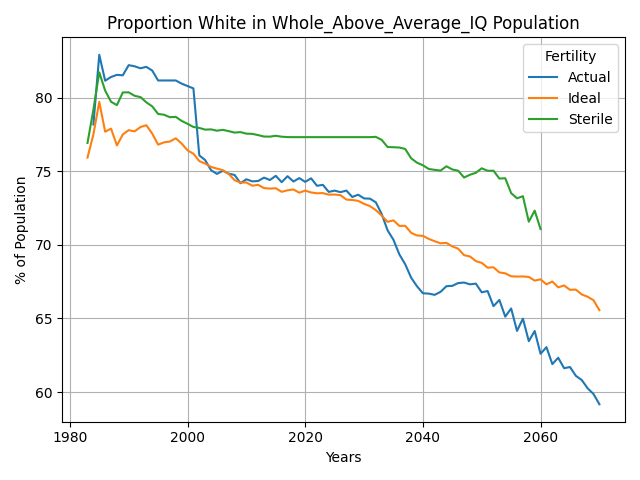 Proportion White in Whole_Above_Average_IQ Population
Fertility
Actual
Ideal
Sterile
% of Population
80
75
70
65
60
1980
2000
2020
2040
2060
Years